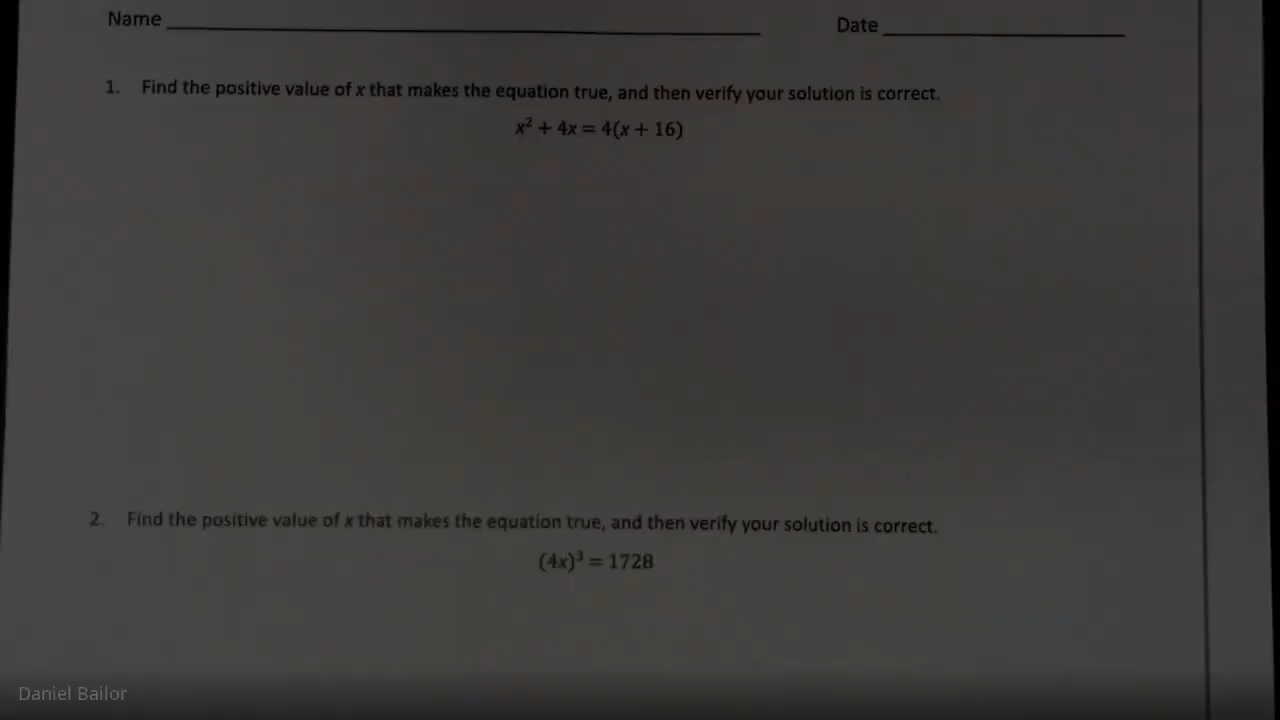 Name Date
1. Find the positive value of x that makes the equation true, and then verify your solution is correct.
x² + 4x = 4(x + 16)
2. Find the positive value of x that makes the equation true, and then verify your solution is correct.
(4x)³ = 1728
Daniel Bailor